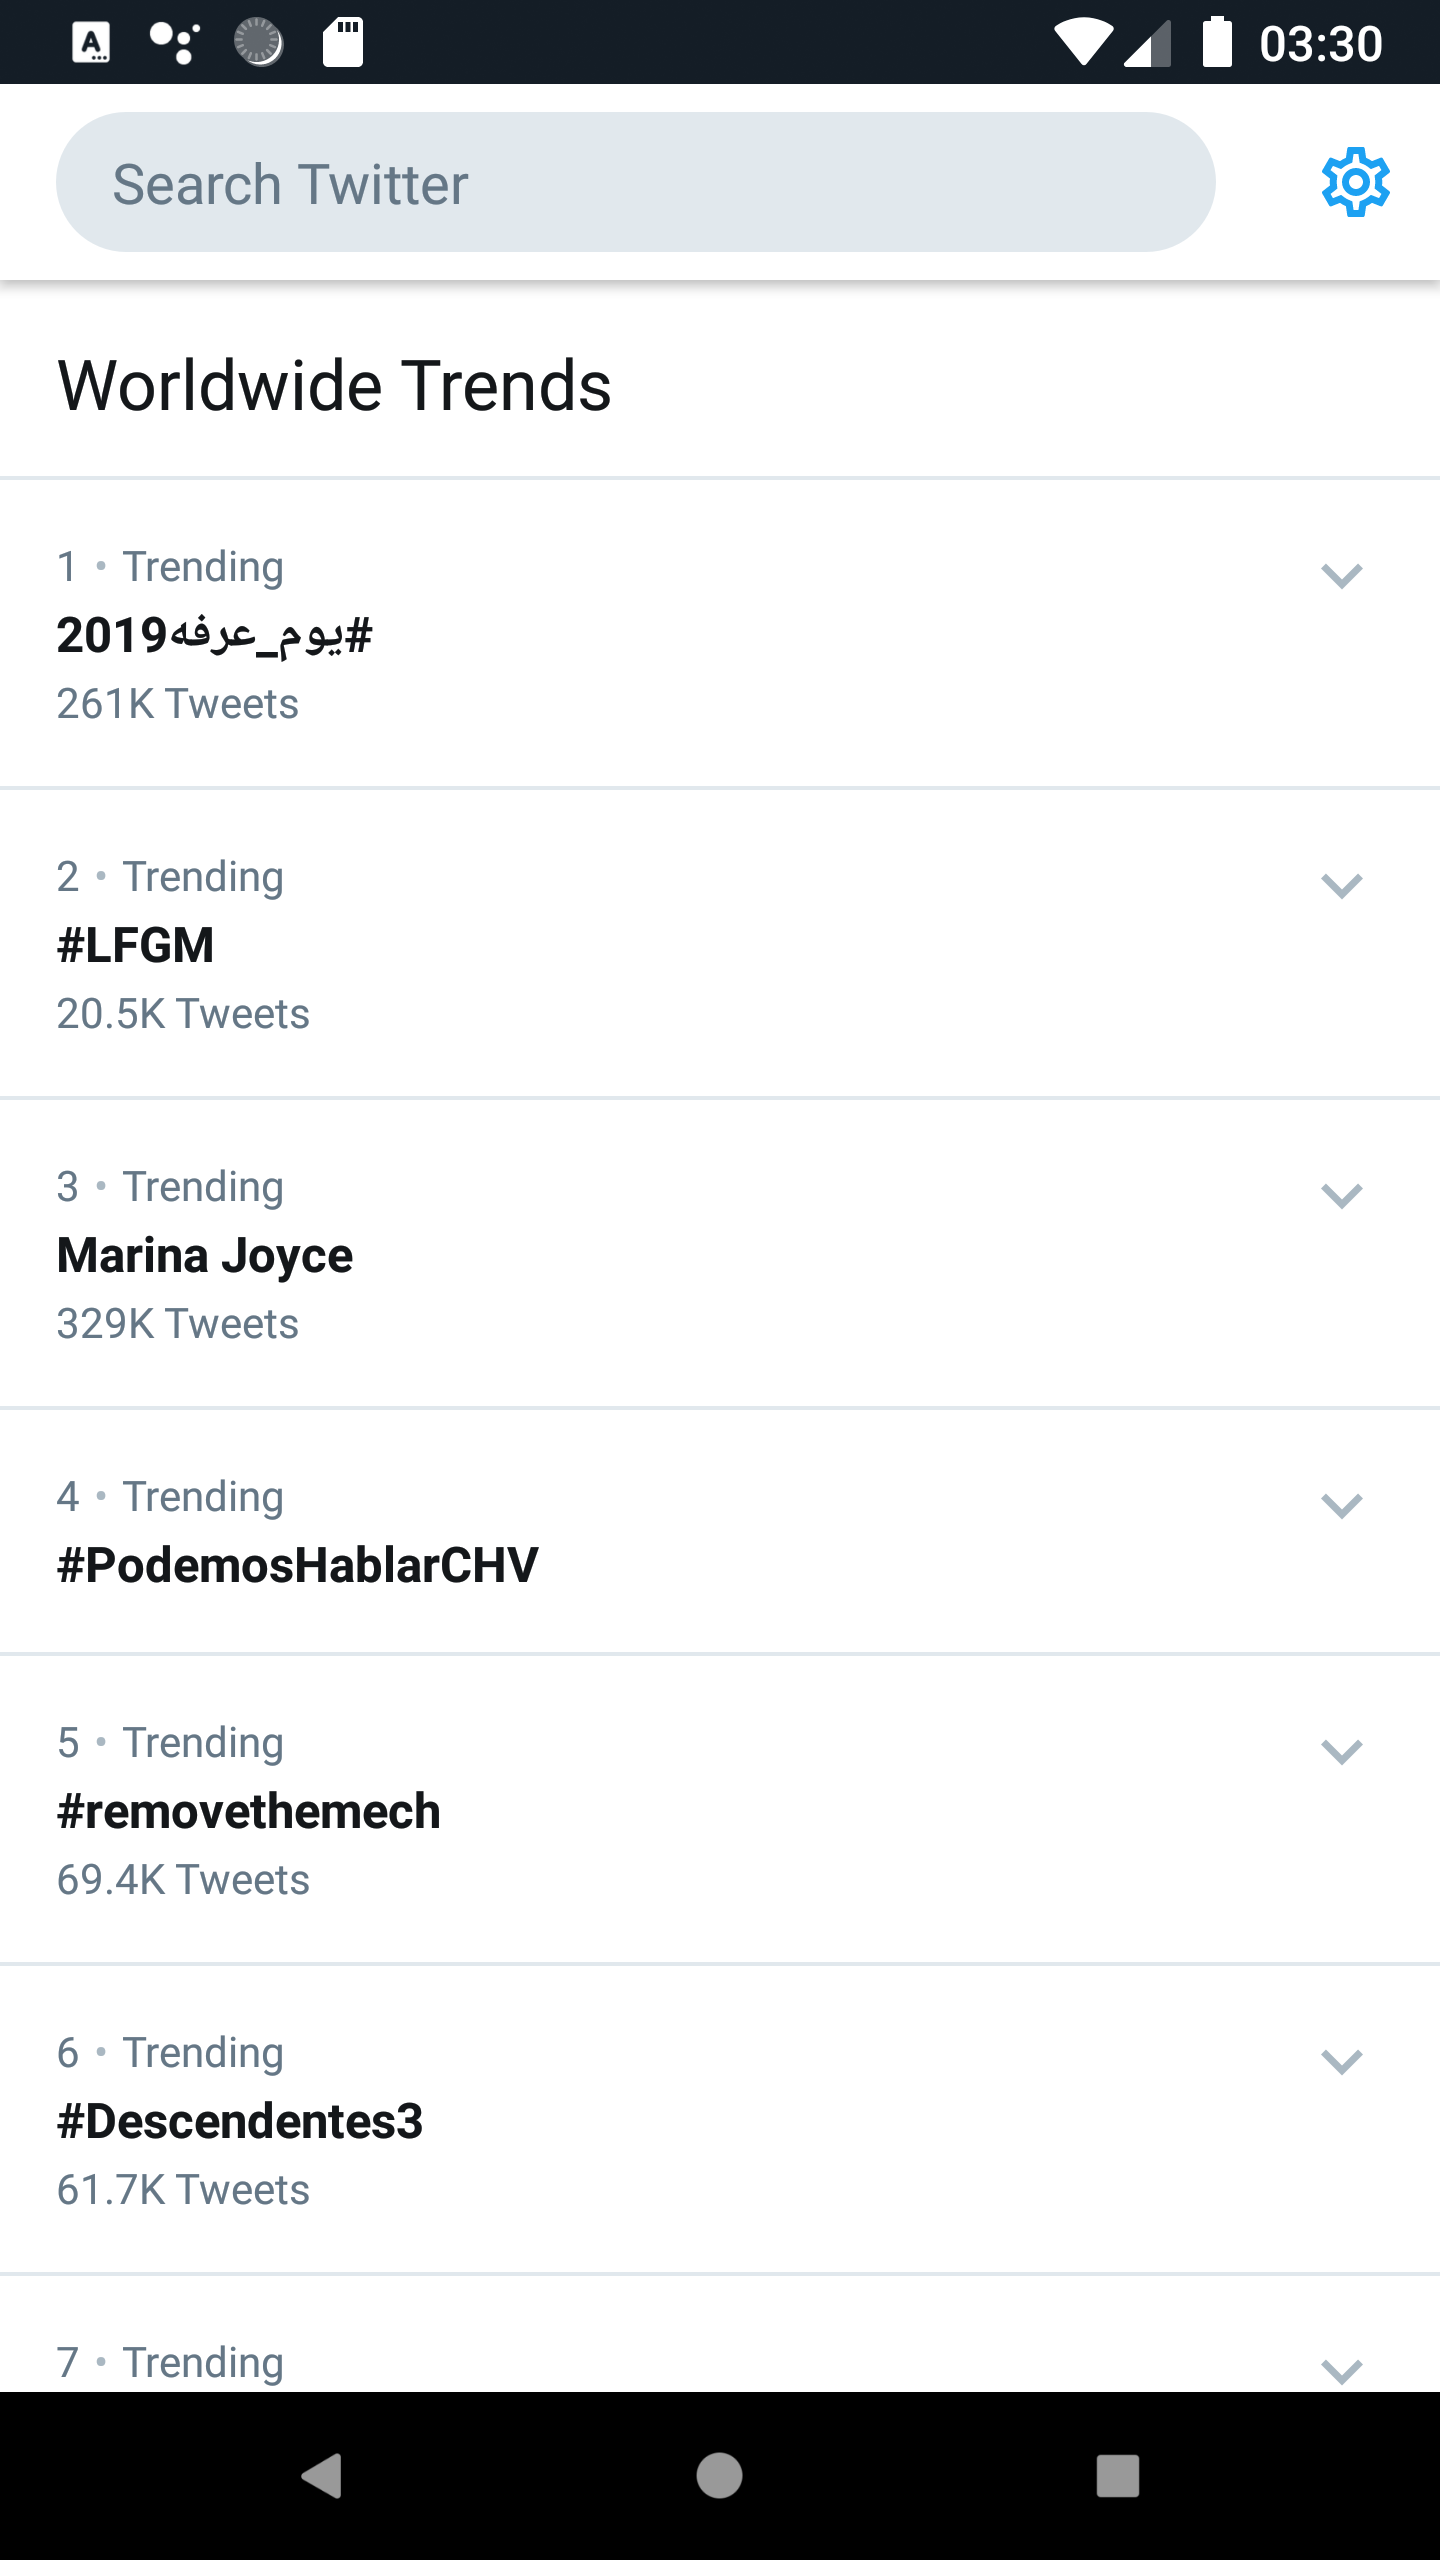 03:30
Search Twitter
Worldwide Trends
1 • Trending
#يوم_عرفه2019
261K Tweets
2 • Trending
#LFGM
20.5K Tweets
3 • Trending
Marina Joyce
329K Tweets
4 • Trending
#PodemosHablarCHV
5 • Trending
#removethemech
69.4K Tweets
6 • Trending
#Descendentes3
61.7K Tweets
7 • Trending